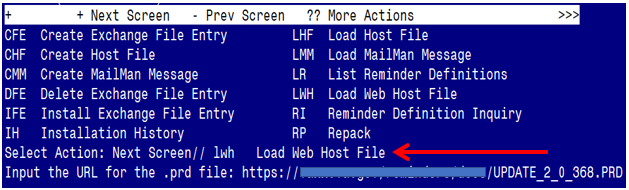 + + Next Screen - Prev Screen ?? More Actions >>>
CFE Create Exchange File Entry LHF Load Host File
CHF Create Host File LMM Load MailMan Message
CMM Create MailMan Message LR List Reminder Definitions
DFE Delete Exchange File Entry LWH Load Web Host File
IFE Install Exchange File Entry RI Reminder Definition Inquiry
IH Installation History RP Repack
Select Action: Next Screen// lwh Load Web Host File
Input the URL for the .prd file: https:// /UPDATE_2_0_368.PRD